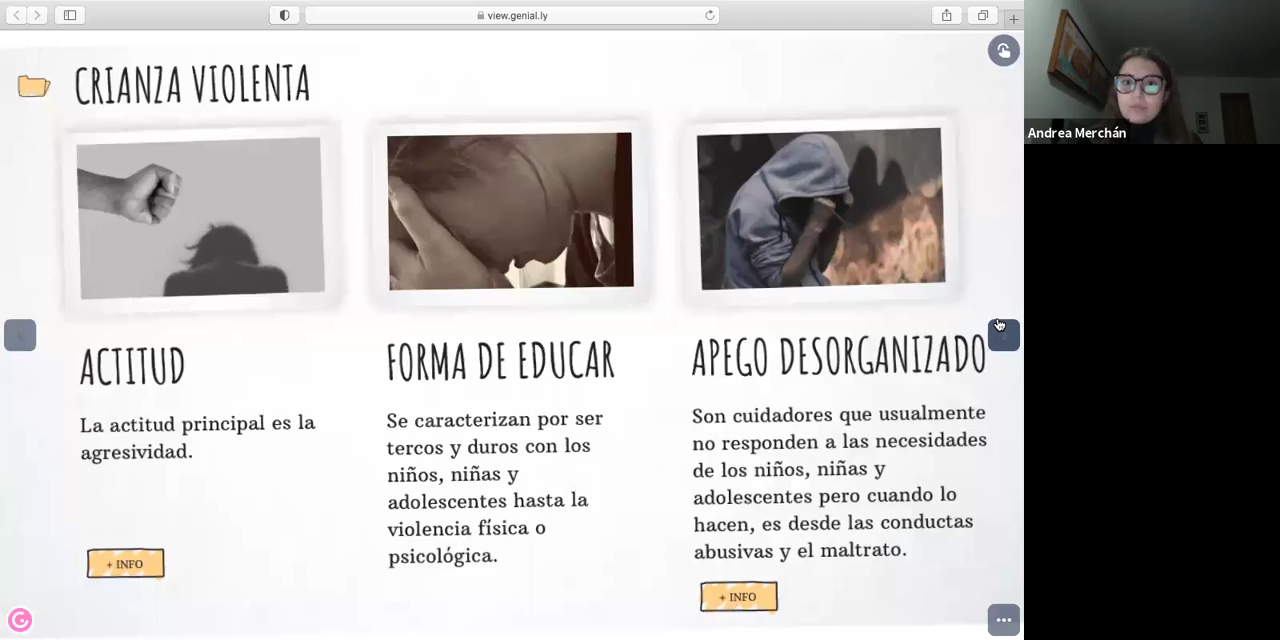 view.genial.ly
CRIANZA VIOLENTA
Andrea Merchán
ACTITUD
La actitud principal es la
agresividad.
+ INFO
FORMA DE EDUCAR
Se caracterizan por ser
tercos y duros con los
niños, niñas y
adolescentes hasta la
violencia física o
psicológica.
APEGO DESORGANIZADO
Son cuidadores que usualmente
no responden a las necesidades
de los niños, niñas y
adolescentes pero cuando lo
hacen, es desde las conductas
abusivas y el maltrato.
+ INFO